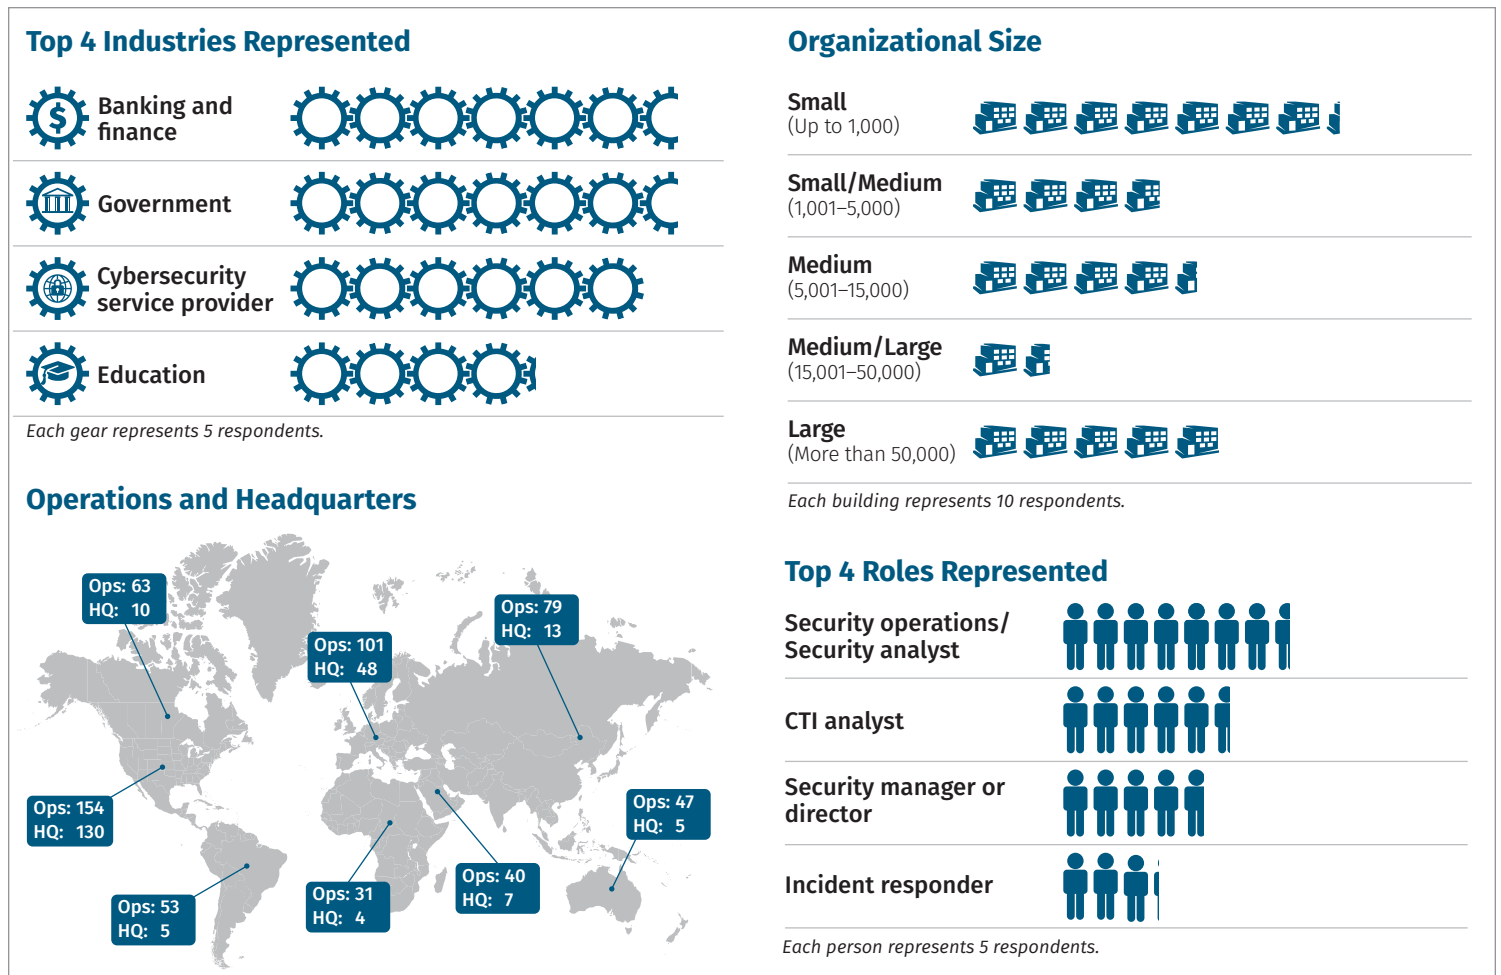 Top 4 Industries Represented
$
Banking and
finance
Government
Cybersecurity
service provider
Education
Each gear represents 5 respondents.
Operations and Headquarters
Ops: 63
HQ: 10
Ops: 101
HQ: 48
Ops: 79
HQ: 13
Ops: 154
HQ: 130
Ops: 47
HQ: 5
Ops: 53
HQ: 5
Ops: 31
HQ: 4
Ops: 40
HQ: 7
Organizational Size
Small
(Up to 1,000)
Small/Medium
(1,001–5,000)
Medium
(5,001–15,000)
Medium/Large
(15,001–50,000)
Large
(More than 50,000)
Each building represents 10 respondents.
Top 4 Roles Represented
Security operations/
Security analyst
CTI analyst
Security manager or
director
Incident responder
Each person represents 5 respondents.